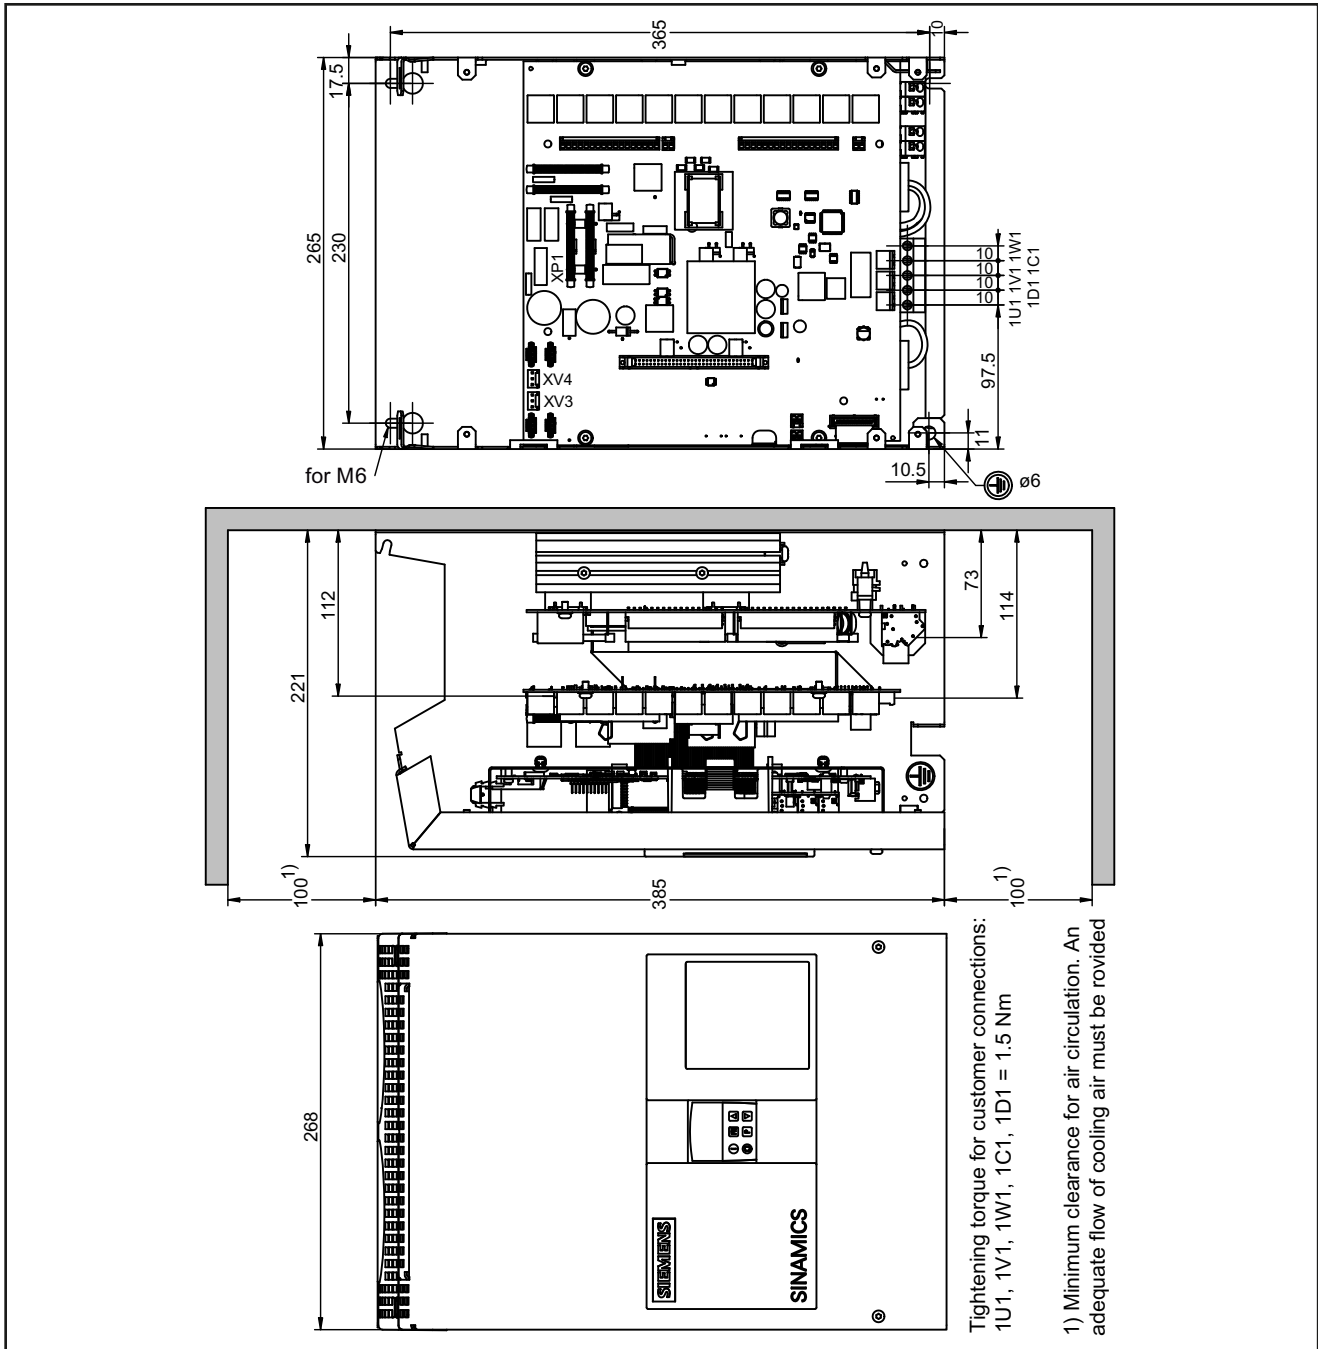 365
10
17.5
265
230
XP1
XV4
XV3
10
10
10
10
1U1 1V1 1W1
1D1 1C1
97.5
11
10.5
for M6
ø6
112
221
73
114
100 1)
385
100 1)
268
SIEMENS
SINAMICS
P
Tightening torque for customer connections:
1U1, 1V1, 1W1, 1C1, 1D1 = 1.5 Nm
1) Minimum clearance for air circulation. An
adequate flow of cooling air must be rovided